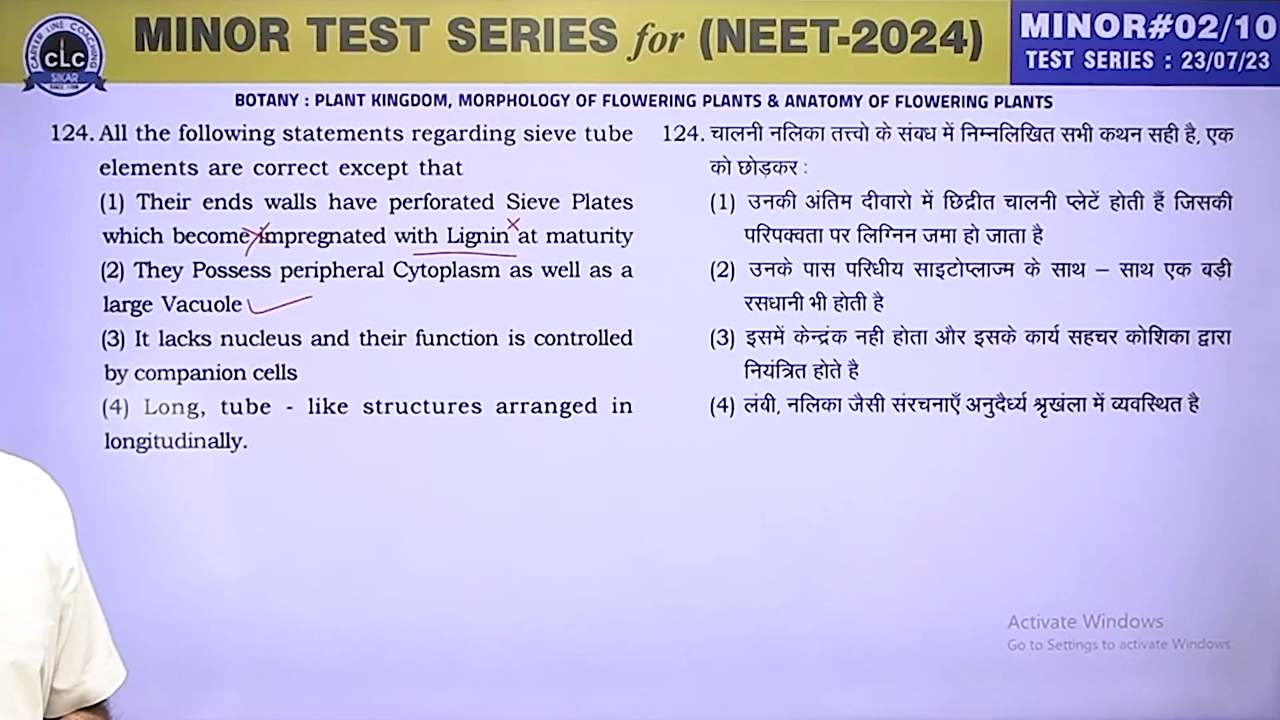 CAREER LINE COACHING
CLC
SIKAR
MINOR TEST SERIES for (NEET-2024)
MINOR#02/10
TEST SERIES : 23/07/23
BOTANY : PLANT KINGDOM, MORPHOLOGY OF FLOWERING PLANTS & ANATOMY OF FLOWERING PLANTS
124. All the following statements regarding sieve tube
elements are correct except that
(1) Their ends walls have perforated Sieve Plates
which become impregnated with Lignin at maturity
(2) They Possess peripheral Cytoplasm as well as a
large Vacuole
(3) It lacks nucleus and their function is controlled
by companion cells
(4) Long, tube - like structures arranged in
longitudinally.
124. चालनी नलिका तत्त्वो के संवध में निम्नलिखित सभी कथन सही है, एक
को छोड़कर :
(1) उनकी अंतिम दीवारो में छिद्रीत चालनी प्लेटें होती हैं जिसकी
परिपक्वता पर लिग्निन जमा हो जाता है
(2) उनके पास परिधीय साइटोप्लाज्म के साथ – साथ एक वड़ी
रसधानी भी होती है
(3) इसमें केन्द्रंक नही होता और इसके कार्य सहचर कोशिका द्वारा
नियंत्रित होते है
(4) लंवी, नलिका जैसी संरचनाएँ अनुदैर्ध्य श्रृखंला में व्यवस्थित है
Activate Windows
Go to Settings to activate Windows.